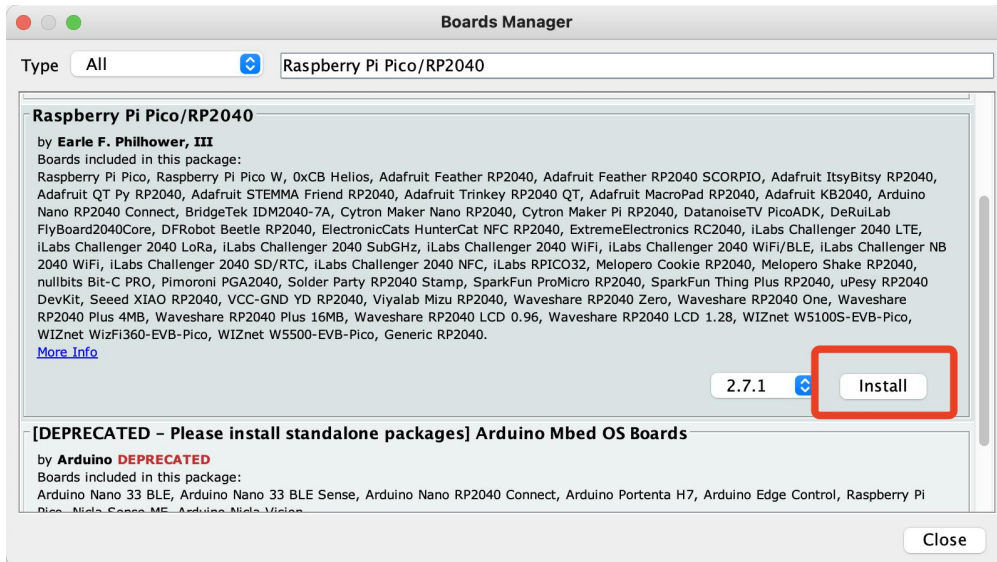 Boards Manager
Type All Raspberry Pi Pico/RP2040
Raspberry Pi Pico/RP2040
by Earle F. Philhower, III
Boards included in this package:
Raspberry Pi Pico, Raspberry Pi Pico W, 0xCB Helios, Adafruit Feather RP2040, Adafruit Feather RP2040 SCORPIO, Adafruit ItsyBitsy RP2040,
Adafruit QT Py RP2040, Adafruit STEMMA Friend RP2040, Adafruit Trinkey RP2040 QT, Adafruit MacroPad RP2040, Adafruit KB2040, Arduino
Nano RP2040 Connect, BridgeTek IDM2040-7A, Cytron Maker Nano RP2040, Cytron Maker Pi RP2040, DatanoiseTV PicoADK, DeRuiLab
FlyBoard2040Core, DFRobot Beetle RP2040, ElectronicCats HunterCat NFC RP2040, ExtremeElectronics RC2040, iLabs Challenger 2040 LTE,
iLabs Challenger 2040 LoRa, iLabs Challenger 2040 SubGHz, iLabs Challenger 2040 WiFi, iLabs Challenger 2040 WiFi/BLE, iLabs Challenger NB
2040 WiFi, iLabs Challenger 2040 SD/RTC, iLabs Challenger 2040 NFC, iLabs RPICO32, Melopero Cookie RP2040, Melopero Shake RP2040,
nullbits Bit-C PRO, Pimoroni PGA2040, Solder Party RP2040 Stamp, SparkFun ProMicro RP2040, SparkFun Thing Plus RP2040, uPesy RP2040
DevKit, Seeed XIAO RP2040, VCC-GND YD RP2040, Viyalab Mizu RP2040, Waveshare RP2040 Zero, Waveshare RP2040 One, Waveshare
RP2040 Plus 4MB, Waveshare RP2040 Plus 16MB, Waveshare RP2040 LCD 0.96, Waveshare RP2040 LCD 1.28, WIZnet W5100S-EVB-Pico,
WIZnet WizFi360-EVB-Pico, WIZnet W5500-EVB-Pico, Generic RP2040.
More Info
2.7.1 Install
[DEPRECATED - Please install standalone packages] Arduino Mbed OS Boards
by Arduino DEPRECATED
Boards included in this package:
Arduino Nano 33 BLE, Arduino Nano 33 BLE Sense, Arduino Nano RP2040 Connect, Arduino Portenta H7, Arduino Edge Control, Raspberry Pi
Pico, Nicla Sense ME, Arduino Nicla Vision
Close